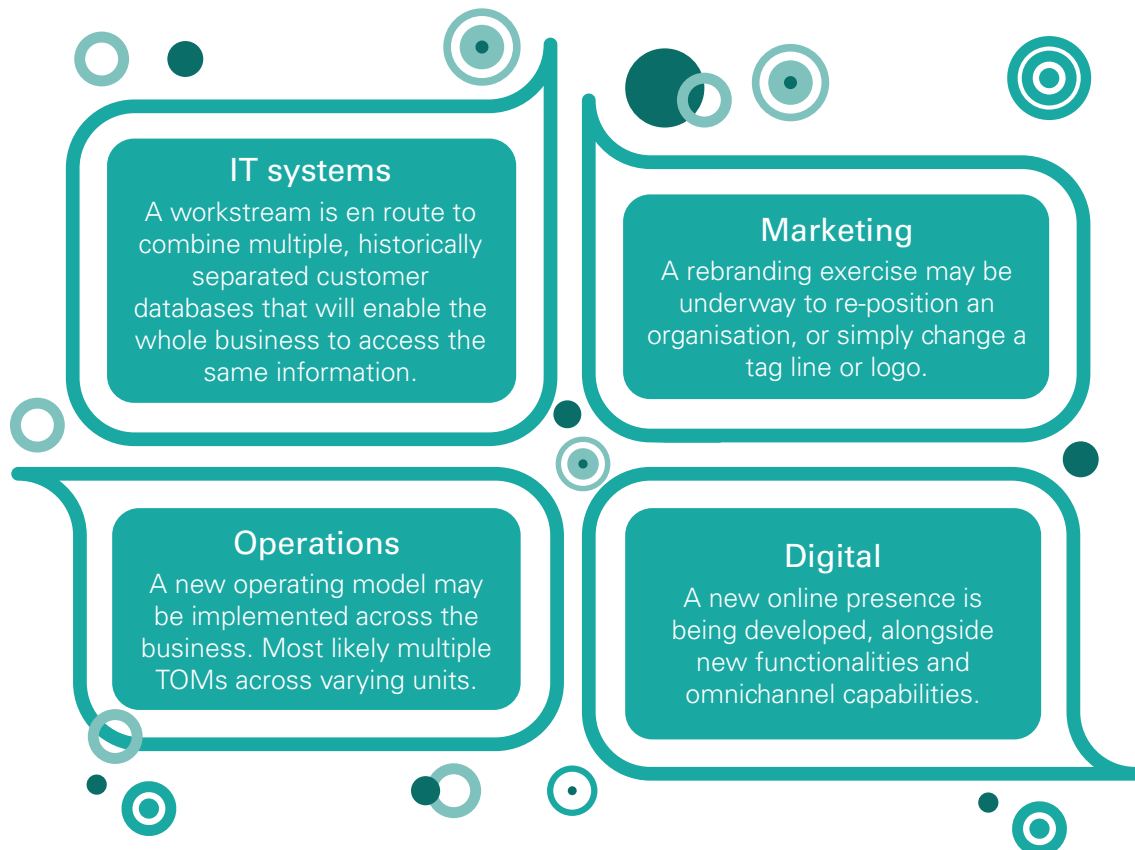 IT systems
A workstream is en route to
combine multiple, historically
separated customer
databases that will enable the
whole business to access the
same information.
Marketing
A rebranding exercise may be
underway to re-position an
organisation, or simply change a
tag line or logo.
Operations
A new operating model may
be implemented across the
business. Most likely multiple
TOMs across varying units.
Digital
A new online presence is
being developed, alongside
new functionalities and
omnichannel capabilities.